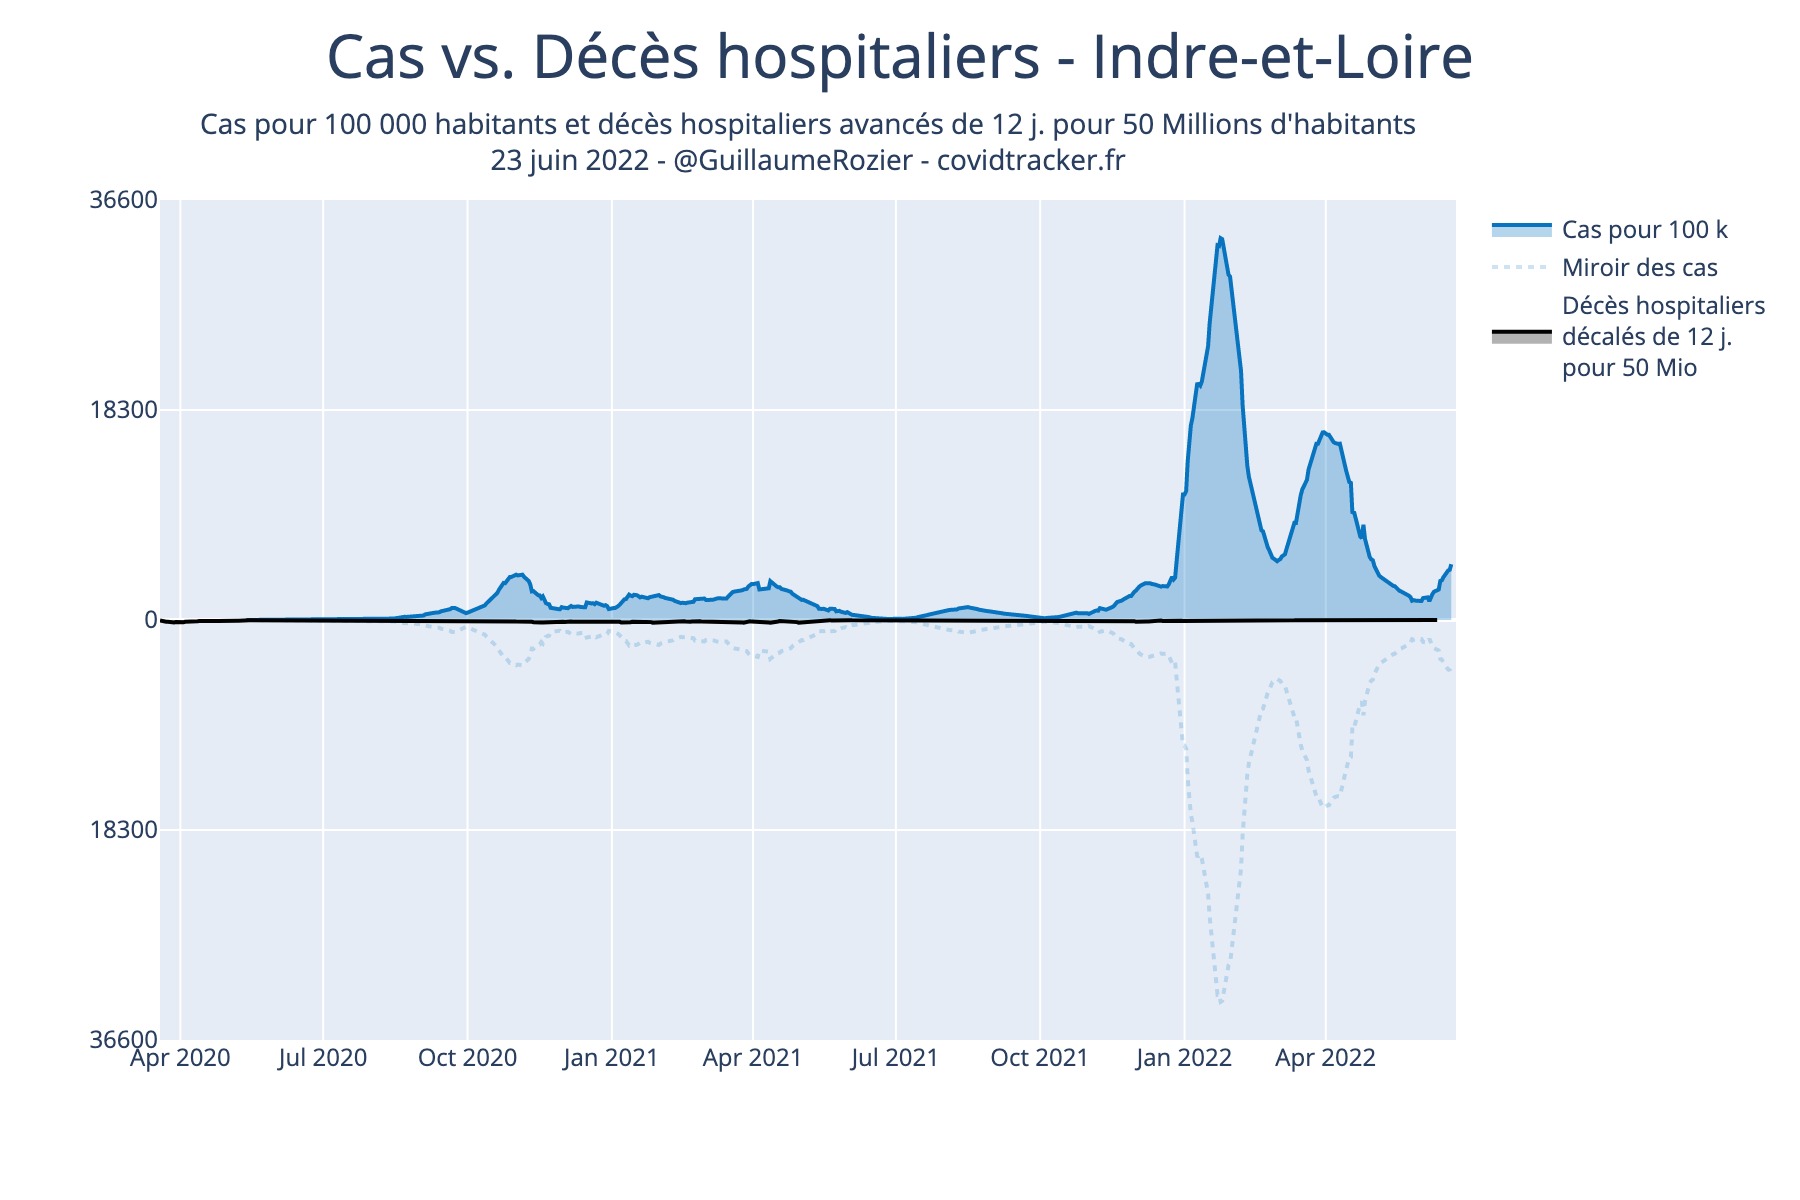 Cas vs. Décès hospitaliers - Indre-et-Loire
Cas pour 100 000 habitants et décès hospitaliers avancés de 12 j. pour 50 Millions d'habitants
23 juin 2022 - @GuillaumeRozier - covidtracker.fr
36600
18300
0
18300
36600
Apr 2020
Jul 2020
Oct 2020
Jan 2021
Apr 2021
Jul 2021
Oct 2021
Jan 2022
Apr 2022
Cas pour 100 k
Miroir des cas
Décès hospitaliers
décalés de 12 j.
pour 50 Mio